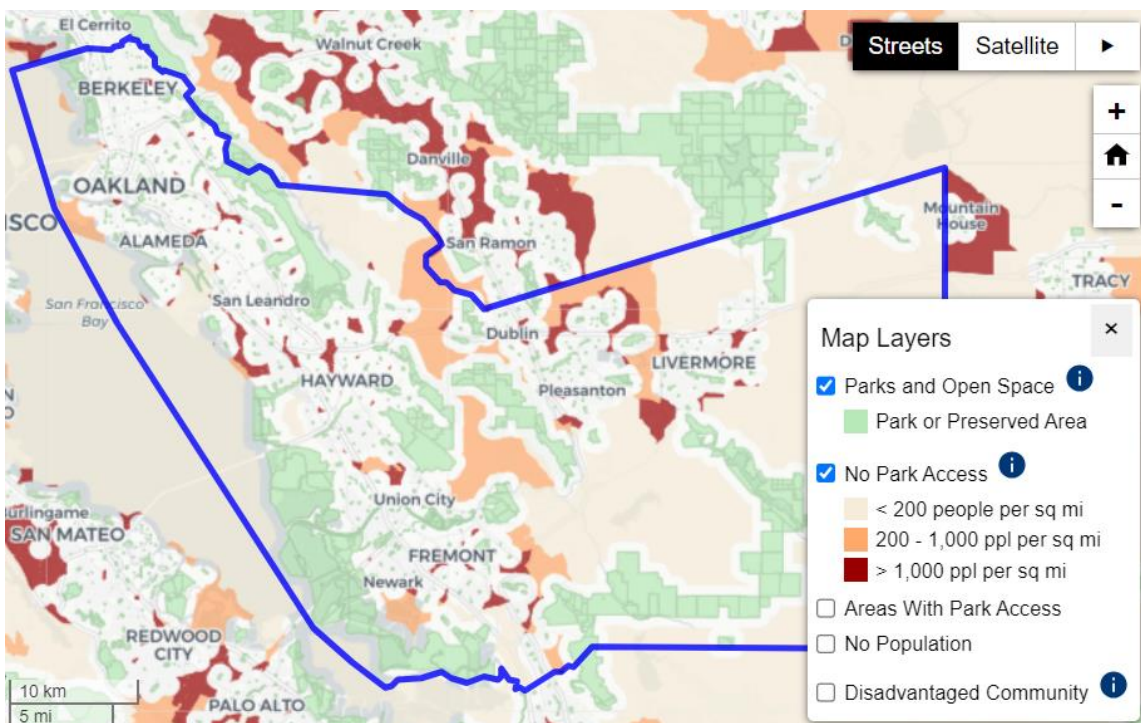 El Cerrito
Walnut Creek
D
Streets
Satellite
►
BERKELEY
+
Danville
OAKLAND
-
ISCO
Mountain
House
ALAMEDA
San Ramon
TRACY
San Francisco
Bay
San Leandro
Dublin
LIVERMORE
HAYWARD
Pleasanton
N
O
Union City
Burlingame
SAN MATEO
FREMONT
Newark
REDWOOD
CITY
PALO ALTO
10 km
5 mi
Map Layers
×
Parks and Open Space i
Park or Preserved Area
No Park Access i
< 200 people per sq mi
200 - 1,000 ppl per sq mi
> 1,000 ppl per sq mi
Areas With Park Access
No Population
Disadvantaged Community i